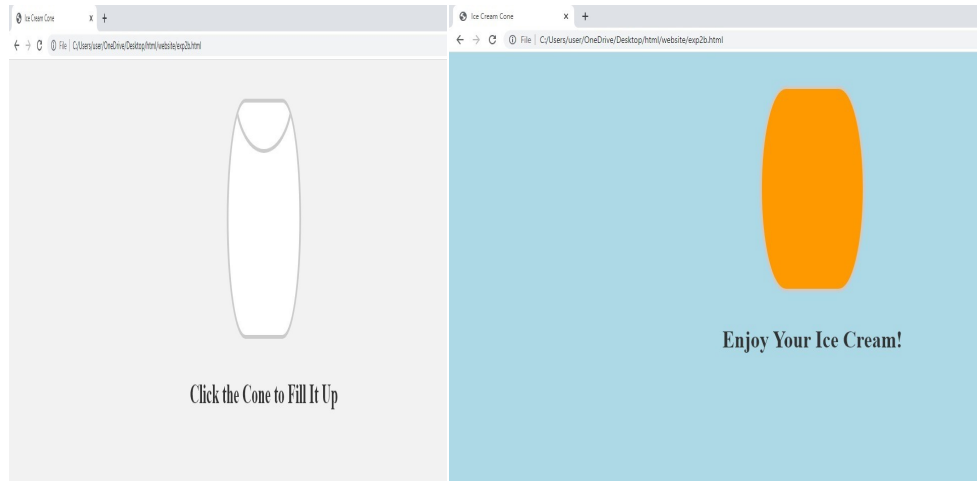 Ice Cream Cone x +
File | C:/Users/user/OneDrive/Desktop/html/website/exp2b.html
Click the Cone to Fill It Up
Ice Cream Cone x +
File | C:/Users/user/OneDrive/Desktop/html/website/exp2b.html
Enjoy Your Ice Cream!